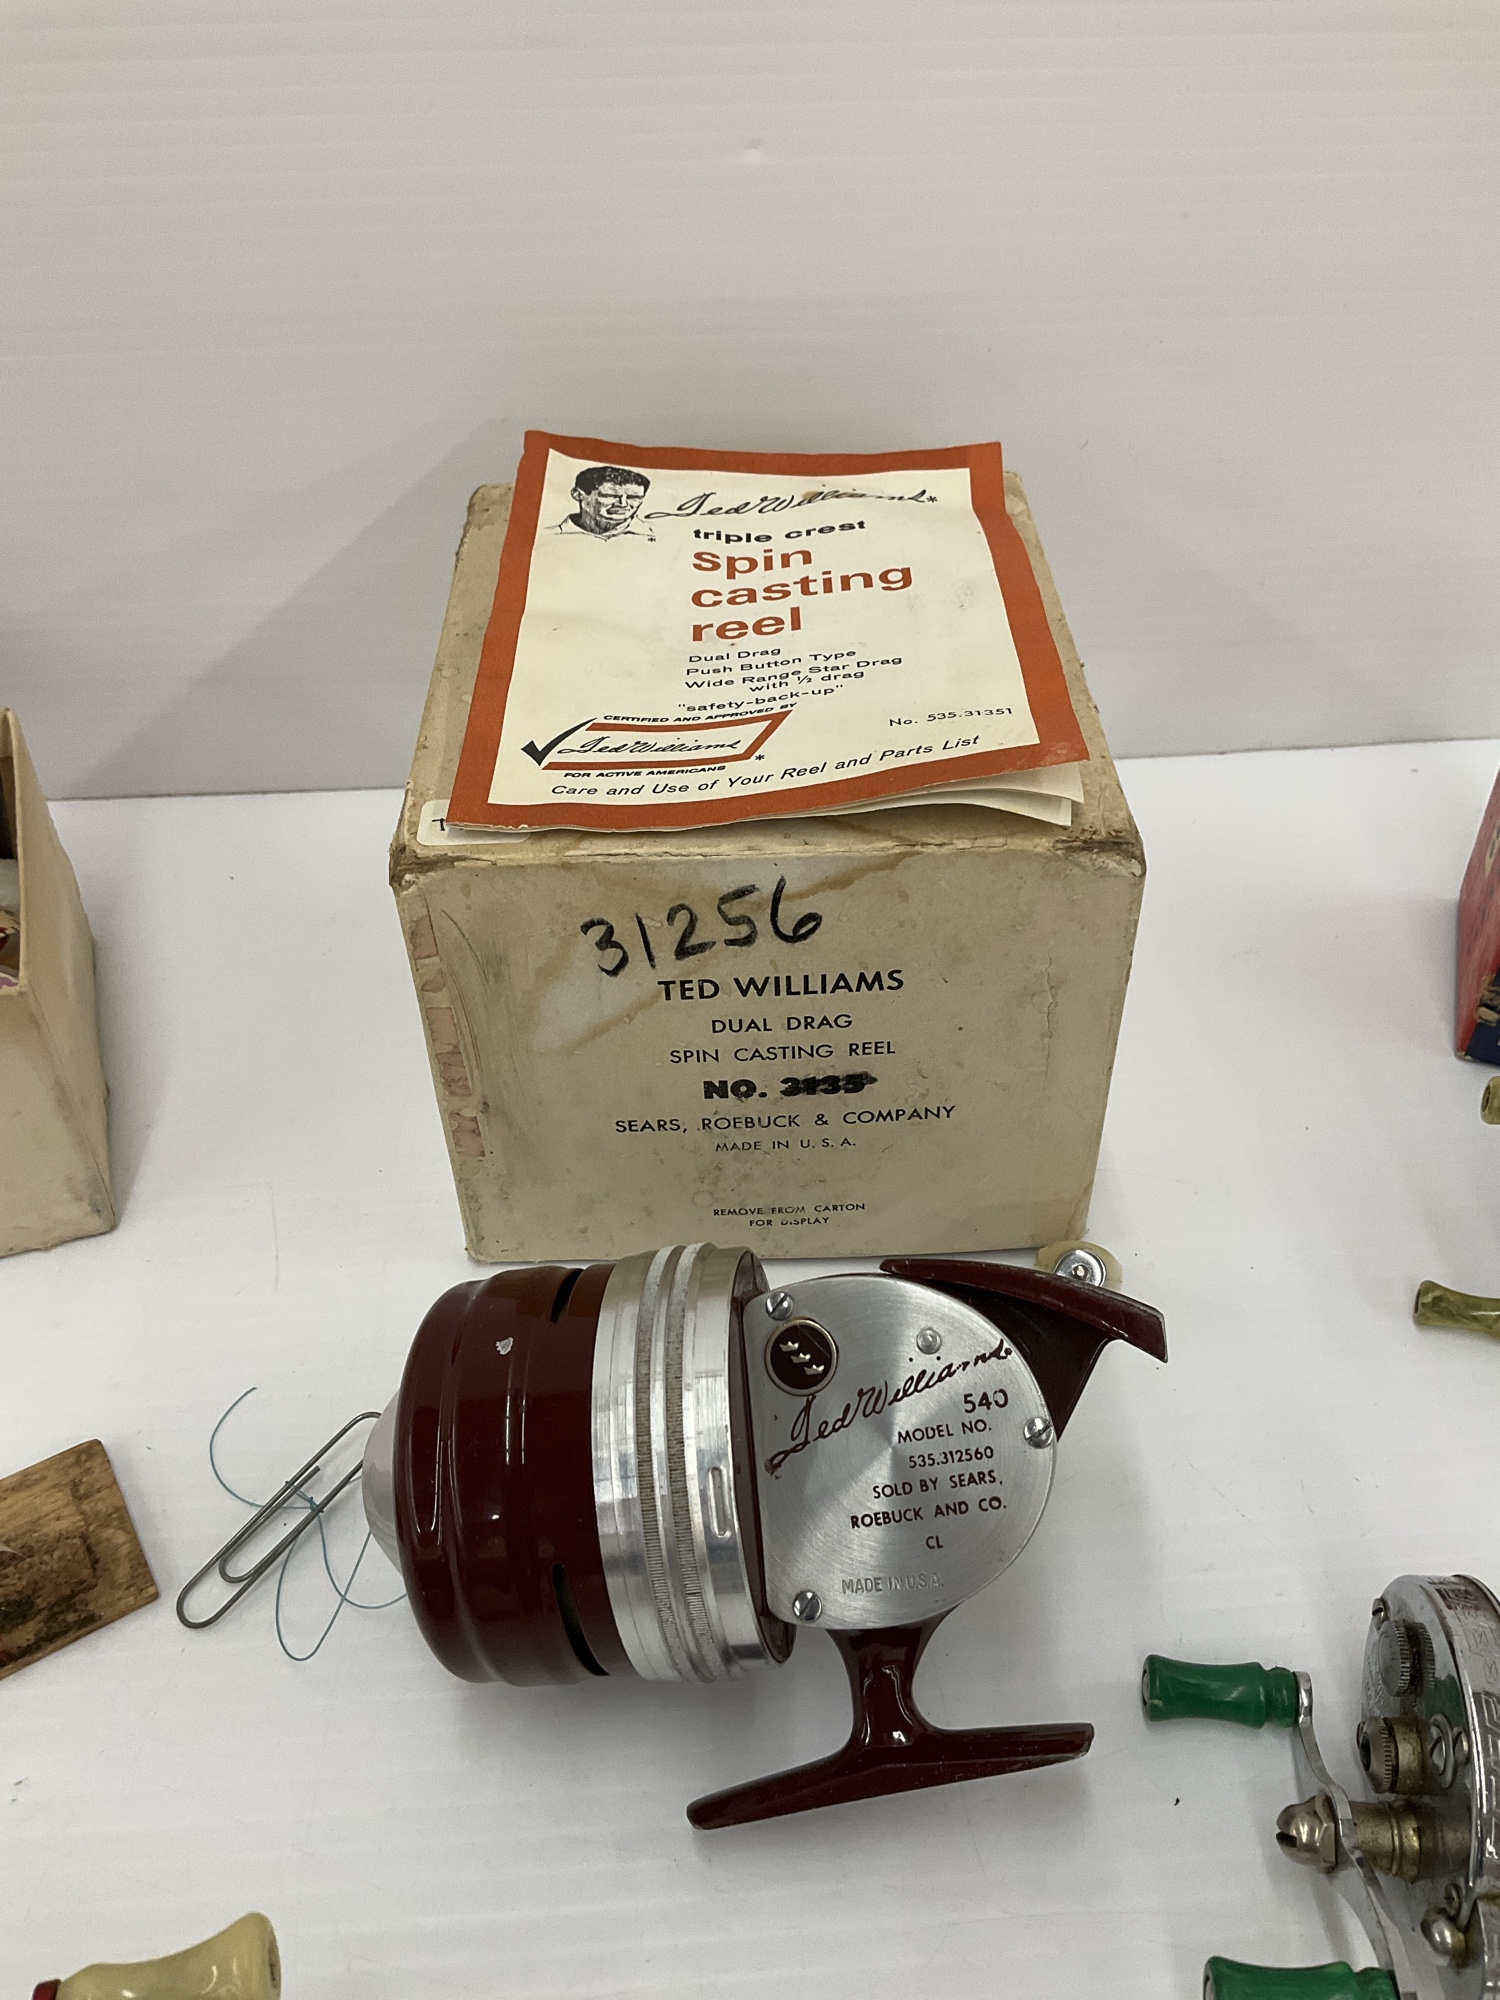 Ted Williams*
triple crest
spin
casting
reel
Dual Drag
Push Button Type
Wide Range Star Drag
with ½ drag
"safety-back-up"
No. 535.31351
CERTIFIED AND APPROVED BY
Ted Williams*
FOR ACTIVE AMERICANS
Care and Use of Your Reel and Parts List
31256
TED WILLIAMS
DUAL DRAG
SPIN CASTING REEL
NO. 3135
SEARS, ROEBUCK & COMPANY
MADE IN U. S. A.
REMOVE FROM CARTON
FOR DISPLAY
Ted Williams
540
MODEL NO.
535.312560
SOLD BY SEARS,
ROEBUCK AND CO.
CL
MADE IN U.S.A.